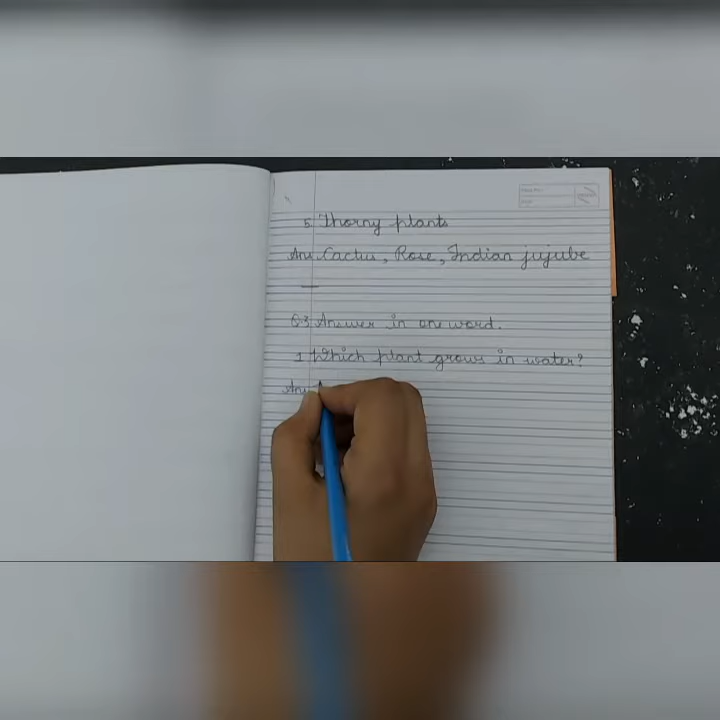 5. Thorny plants
Ans Cactus, Rose, Indian jujube
Q3 Answer in one word.
1 Which plant grows in water?
Ans